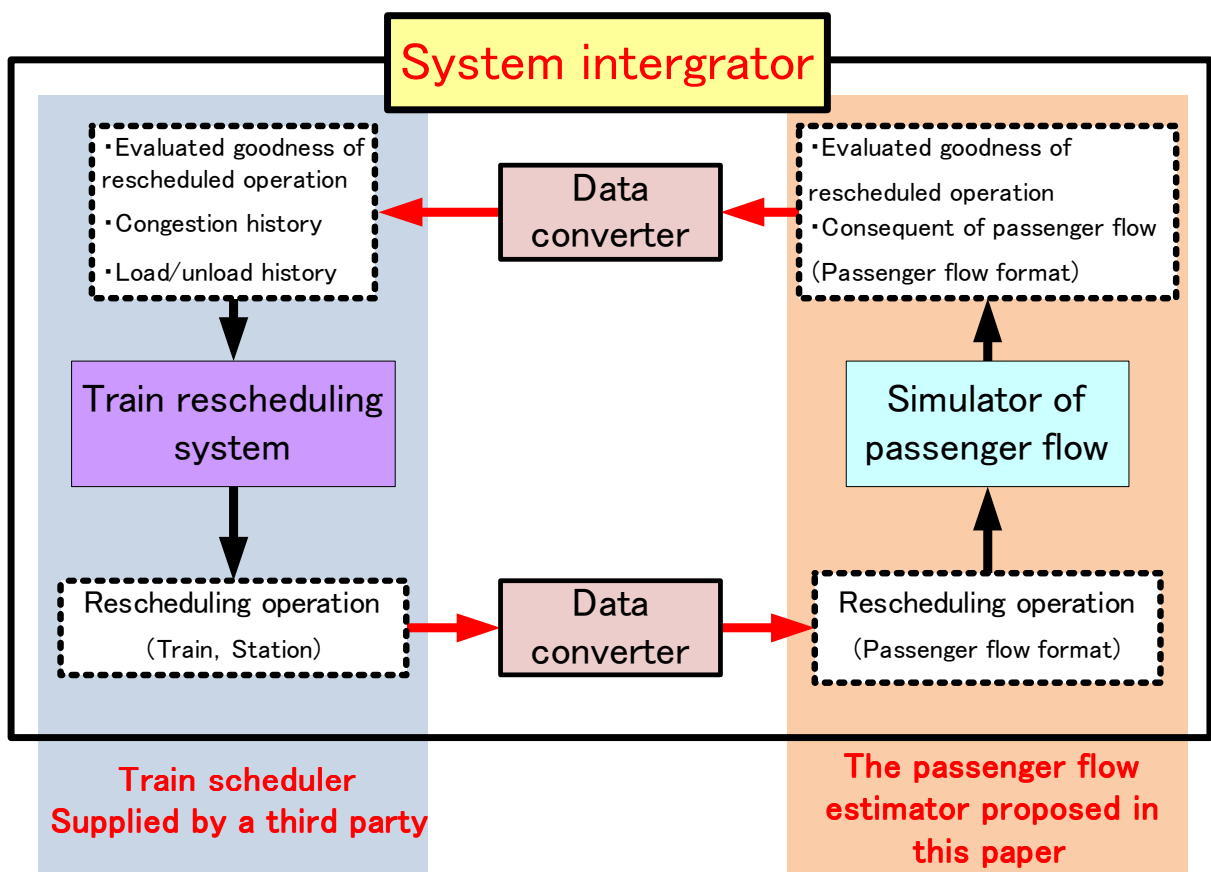 System intergrator
・Evaluated goodness of
rescheduled operation
・Congestion history
・Load/unload history
Data
converter
・Evaluated goodness of
rescheduled operation
・Consequent of passenger flow
(Passenger flow format)
Train rescheduling
system
Simulator of
passenger flow
Rescheduling operation
(Train, Station)
Data
converter
Rescheduling operation
(Passenger flow format)
Train scheduler
Supplied by a third party
The passenger flow
estimator proposed in
this paper